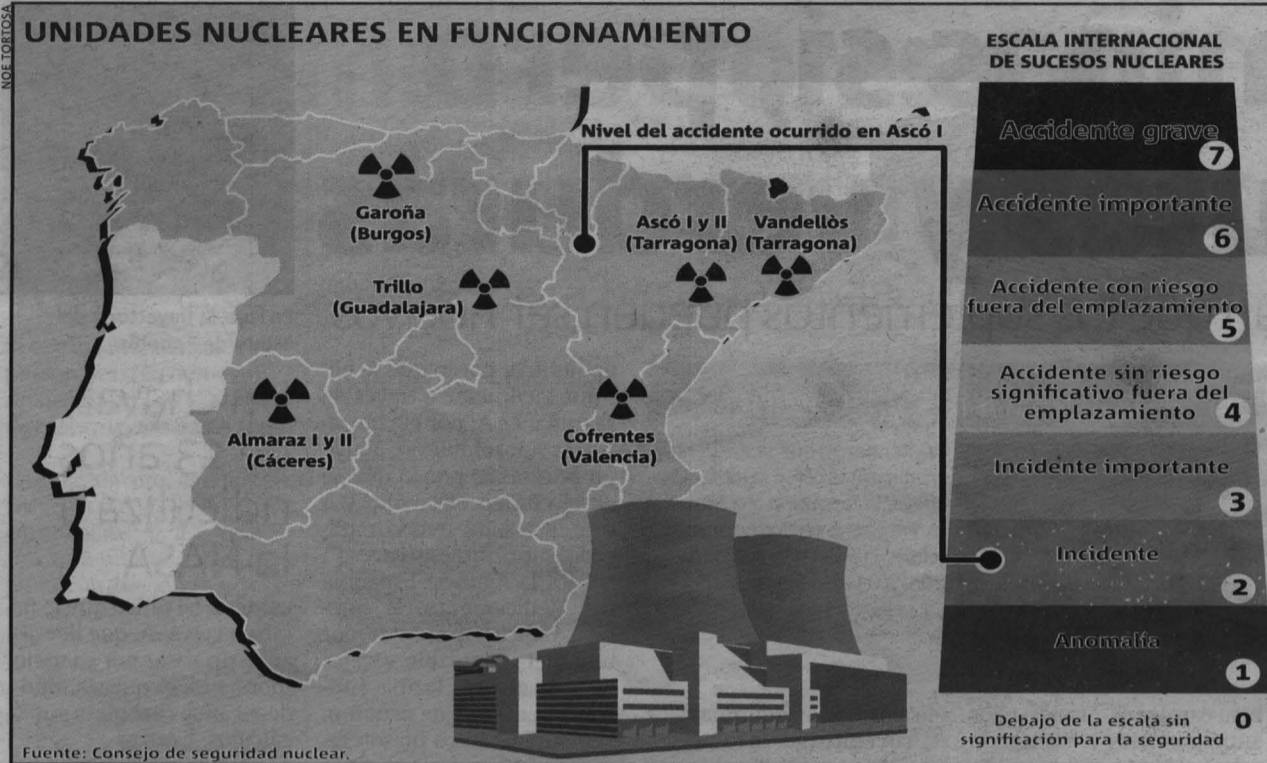 NOE TORTOSA
UNIDADES NUCLEARES EN FUNCIONAMIENTO
Nivel del accidente ocurrido en Ascó I
Garoña
(Burgos)
Ascó I y II
(Tarragona)
Vandellòs
(Tarragona)
Trillo
(Guadalajara)
Almaraz I y II
(Cáceres)
Cofrentes
(Valencia)
Fuente: Consejo de seguridad nuclear.
ESCALA INTERNACIONAL
DE SUCESOS NUCLEARES
Accidente grave
7
Accidente importante
6
Accidente con riesgo
fuera del emplazamiento
5
Accidente sin riesgo
significativo fuera del
emplazamiento
4
Incidente importante
3
Incidente
2
Anomalía
1
Debajo de la escala sin
significación para la seguridad
0